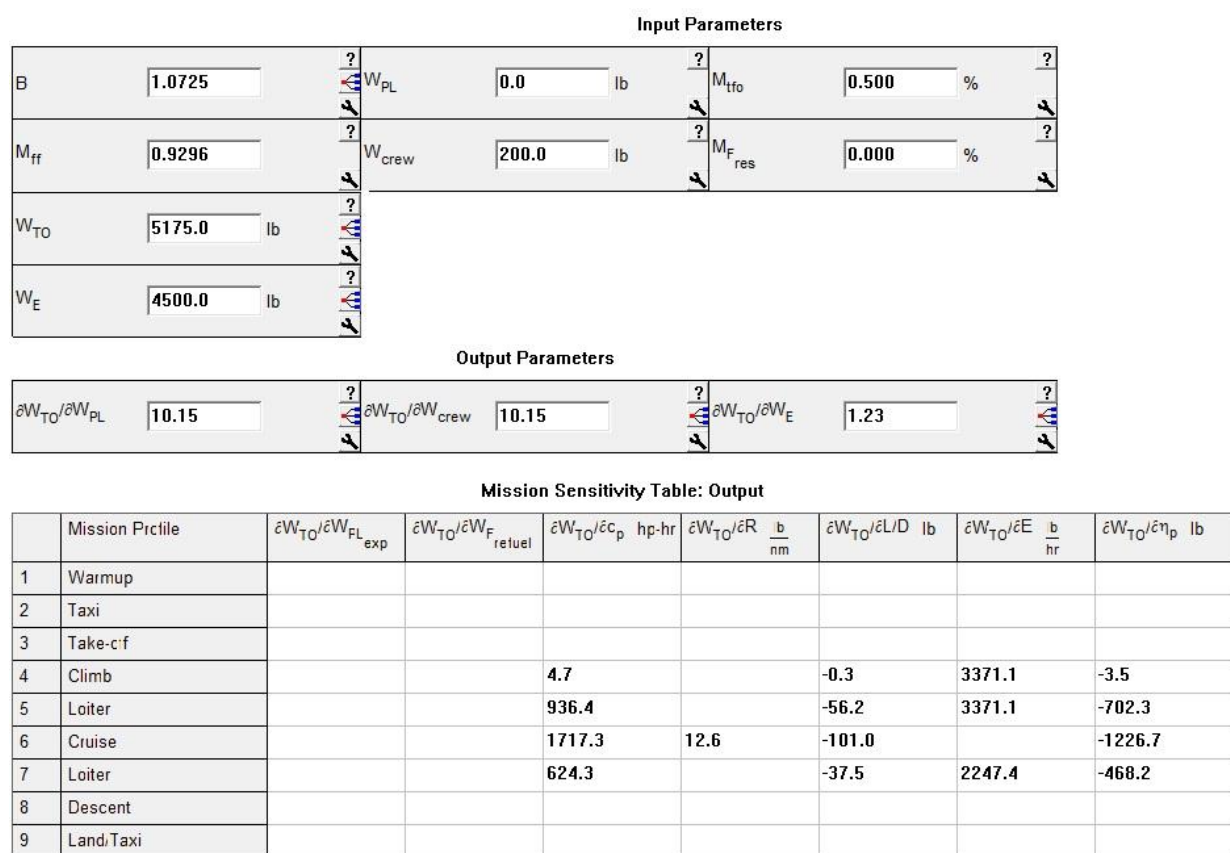 Input Parameters
B 1.0725 ? W_PL 0.0 lb ? M_tfo 0.500 % ?
M_ff 0.9296 ? W_crew 200.0 lb ? M_F_res 0.000 % ?
W_TO 5175.0 lb ?
W_E 4500.0 lb ?
Output Parameters
∂W_TO/∂W_PL 10.15 ? ∂W_TO/∂W_crew 10.15 ? ∂W_TO/∂W_E 1.23 ?
Mission Sensitivity Table: Output
Mission Profile ∂W_TO/∂W_PL_exp ∂W_TO/∂W_F_refuel ∂W_TO/∂c_p hp-hr ∂W_TO/∂R lb/nm ∂W_TO/∂L/D lb ∂W_TO/∂E lb/hr ∂W_TO/∂η_p lb
1 Warmup
2 Taxi
3 Take-off
4 Climb 4.7 -0.3 3371.1 -3.5
5 Loiter 936.4 -56.2 3371.1 -702.3
6 Cruise 1717.3 12.6 -101.0 -1226.7
7 Loiter 624.3 -37.5 2247.4 -468.2
8 Descent
9 Land/Taxi